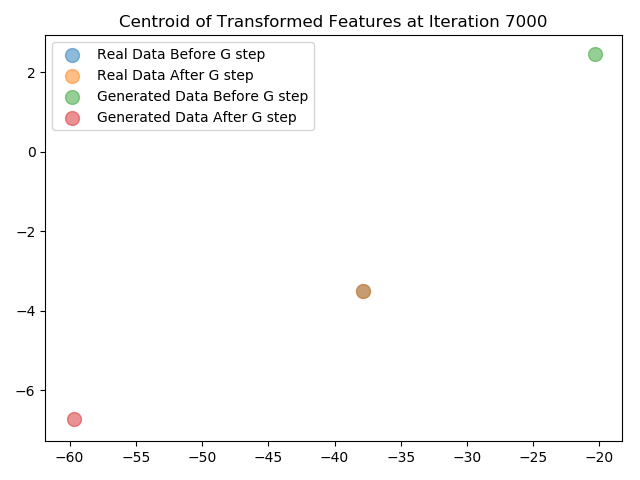 Centroid of Transformed Features at Iteration 7000
Real Data Before G step
Real Data After G step
Generated Data Before G step
Generated Data After G step
2
0
−2
−4
−6
−60 −55 −50 −45 −40 −35 −30 −25 −20